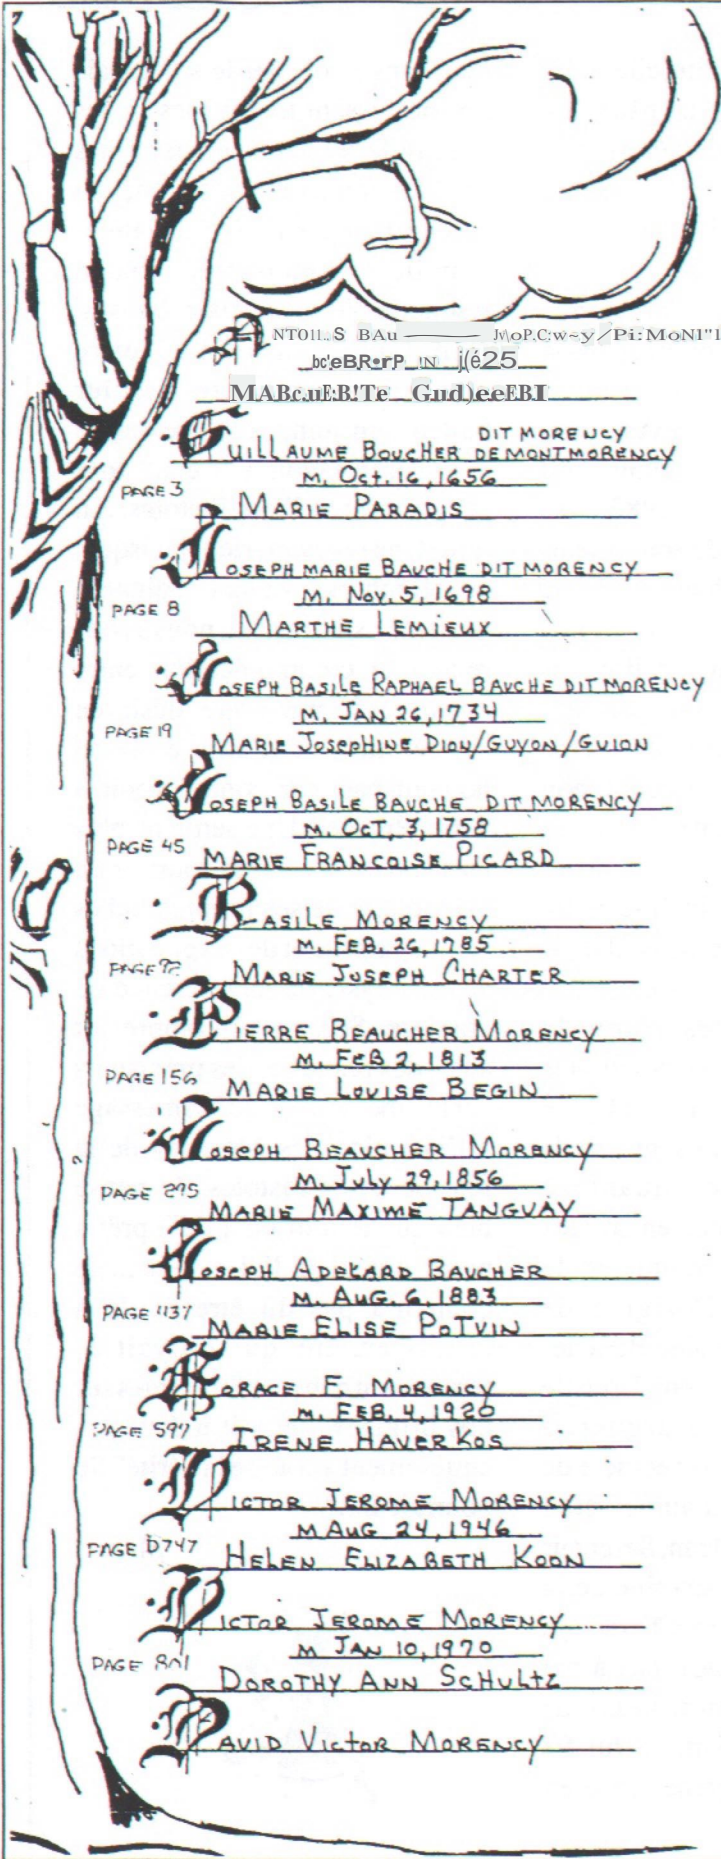 ANTOII..S BAu
IN
GUILLAUME BOUCHER DIT MORENCY DE MONTMORENCY
M. Oct. 16, 1656
PAGE 3
MARIE PARADIS
JOSEPH MARIE BAUCHE DIT MORENCY
M. Nov. 5, 1698
PAGE 8
MARTHE LEMIEUX
JOSEPH BASILE RAPHAEL BAUCHE DIT MORENCY
M. JAN 26, 1734
PAGE 19
MARIE JOSEPHINE DION/GUYON/GUION
JOSEPH BASILE BAUCHE DIT MORENCY
M. OCT, 3, 1758
PAGE 45
MARIE FRANCOISE PICARD
BASILE MORENCY
M. FEB. 26, 1785
PAGE 92
MARIE JOSEPH CHARTER
PIERRE BEAUCHER MORENCY
M. FEB 2, 1813
PAGE 156
MARIE LOUISE BEGIN
JOSEPH BEAUCHER MORENCY
M. July 29, 1856
PAGE 295
MARIE MAXIME TANGUAY
JOSEPH ADELARD BAUCHER
M. AUG. 6, 1883
PAGE 437
MARIE ELISE POTVIN
HORACE F. MORENCY
M. FEB. 4, 1920
PAGE 597
IRENE HAVERKOS
VICTOR JEROME MORENCY
M AUG 24, 1946
PAGE D747
HELEN ELIZABETH KOON
VICTOR JEROME MORENCY
M JAN 10, 1970
PAGE 801
DOROTHY ANN SCHULTZ
DAVID VICTOR MORENCY